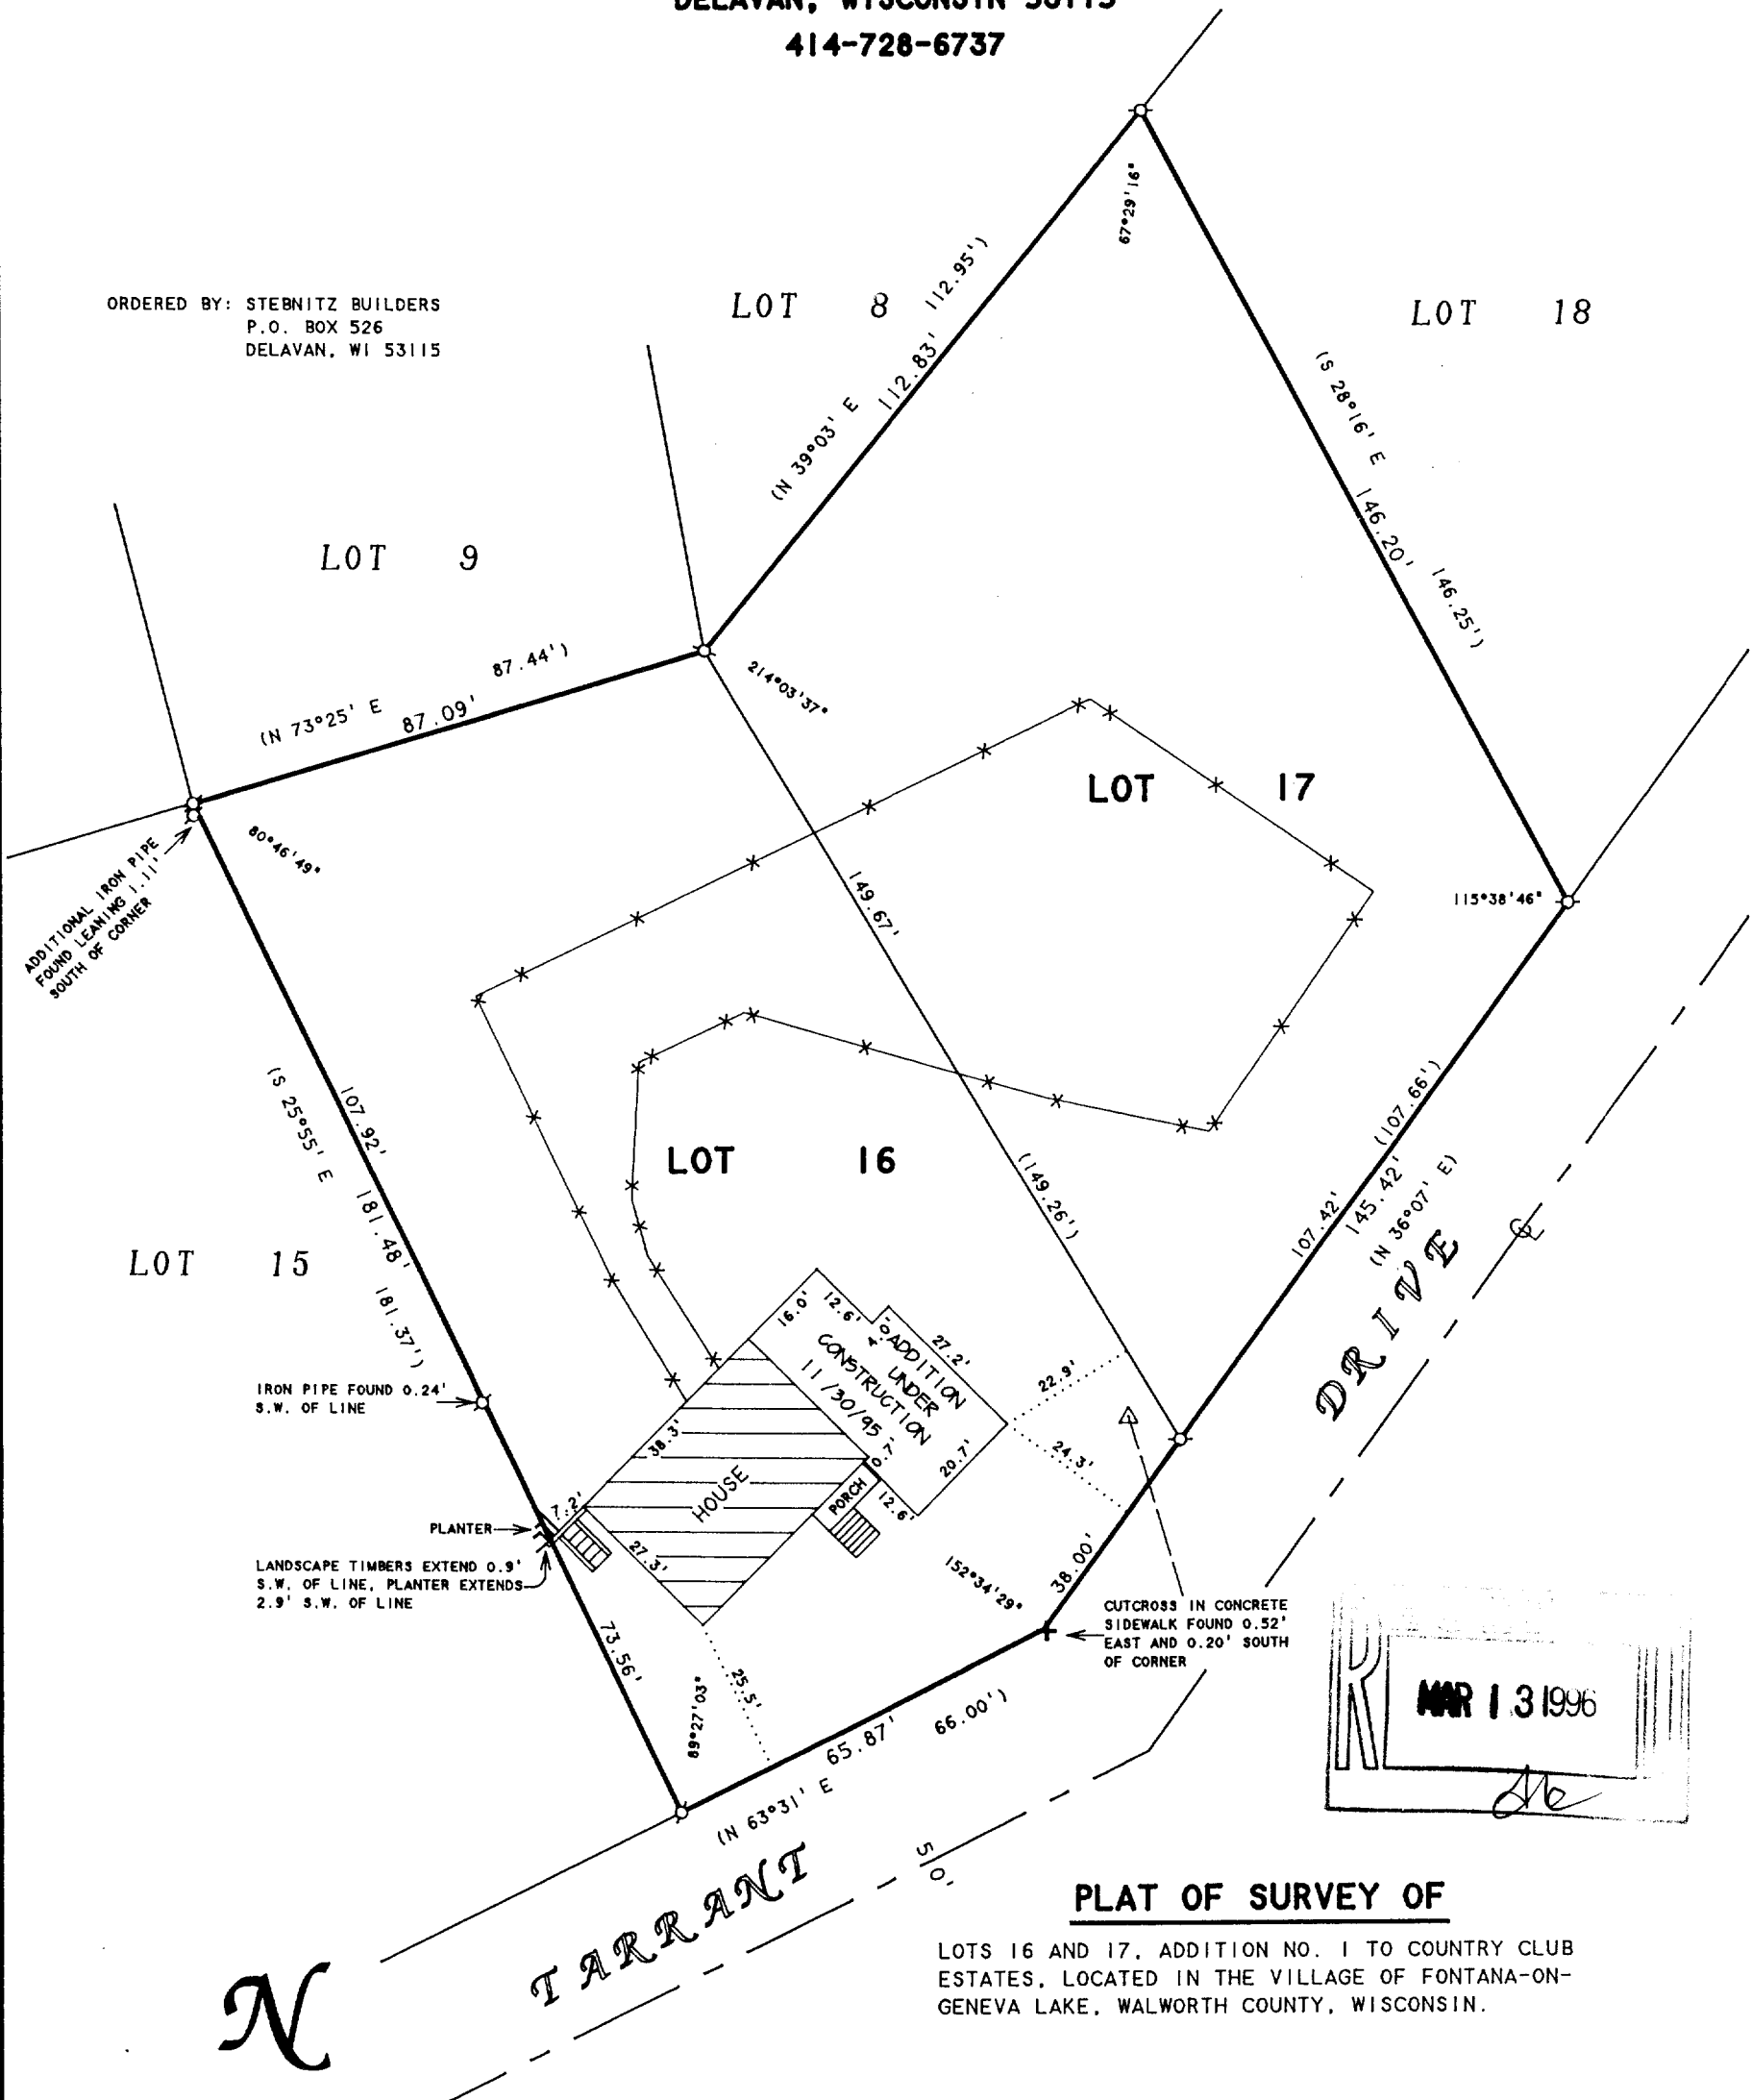 DELAVAN, WISCONSIN 53115
414-728-6737
ORDERED BY: STEBNITZ BUILDERS
P.O. BOX 526
DELAVAN, WI 53115
LOT 8
LOT 18
LOT 9
67°29'16"
(N 39°03' E 112.95')
112.83'
(S 28°16' E 146.25')
146.20'
(N 73°25' E 87.44')
87.09'
214°03'37"
80°46'49"
ADDITIONAL IRON PIPE
FOUND LEANING 1.11'
SOUTH OF CORNER
LOT 17
115°38'46"
149.67'
(149.26')
LOT 16
LOT 15
107.92'
(S 25°55' E 181.37')
181.48'
(107.66')
107.42'
145.42'
(N 36°07' E)
IRON PIPE FOUND 0.24'
S.W. OF LINE
PLANTER
LANDSCAPE TIMBERS EXTEND 0.9'
S.W. OF LINE, PLANTER EXTENDS
2.9' S.W. OF LINE
16.0'
12.6'
4.0'
27.2'
ADDITION
UNDER
CONSTRUCTION
11/30/95
0.7'
20.7'
12.6'
22.9'
24.3'
38.3'
HOUSE
PORCH
7.2'
27.3'
25.5'
73.56'
89°27'03"
152°34'29"
38.00'
CUTCROSS IN CONCRETE
SIDEWALK FOUND 0.52'
EAST AND 0.20' SOUTH
OF CORNER
65.87'
(N 63°31' E 66.00')
TARRANT DRIVE
50'
MAR 13 1996
N
PLAT OF SURVEY OF
LOTS 16 AND 17, ADDITION NO. 1 TO COUNTRY CLUB
ESTATES, LOCATED IN THE VILLAGE OF FONTANA-ON-
GENEVA LAKE, WALWORTH COUNTY, WISCONSIN.